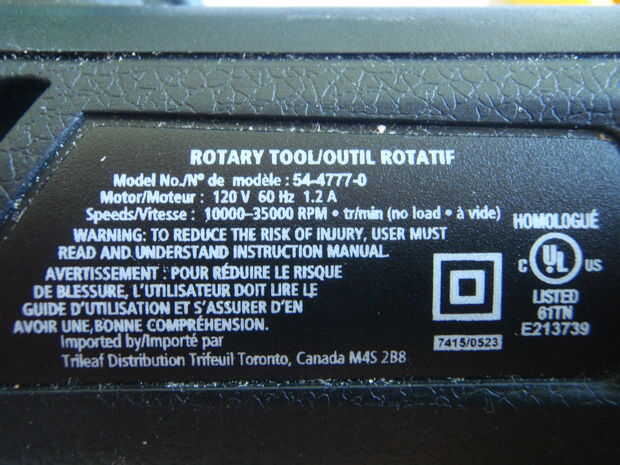 ROTARY TOOL/OUTIL ROTATIF
Model No./Nº de modèle : 54-4777-0
Motor/Moteur : 120 V 60 Hz 1.2 A
Speeds/Vitesse : 10000–35000 RPM • tr/min (no load • à vide)
WARNING: TO REDUCE THE RISK OF INJURY, USER MUST
READ AND UNDERSTAND INSTRUCTION MANUAL.
AVERTISSEMENT : POUR RÉDUIRE LE RISQUE
DE BLESSURE, L'UTILISATEUR DOIT LIRE LE
GUIDE D'UTILISATION ET S'ASSURER D'EN
AVOIR UNE BONNE COMPRÉHENSION.
Imported by/Importé par
Trileaf Distribution Trifeuil Toronto, Canada M4S 2B8
HOMOLOGUÉ
C UL US
LISTED
61TN
E213739
7415/0523